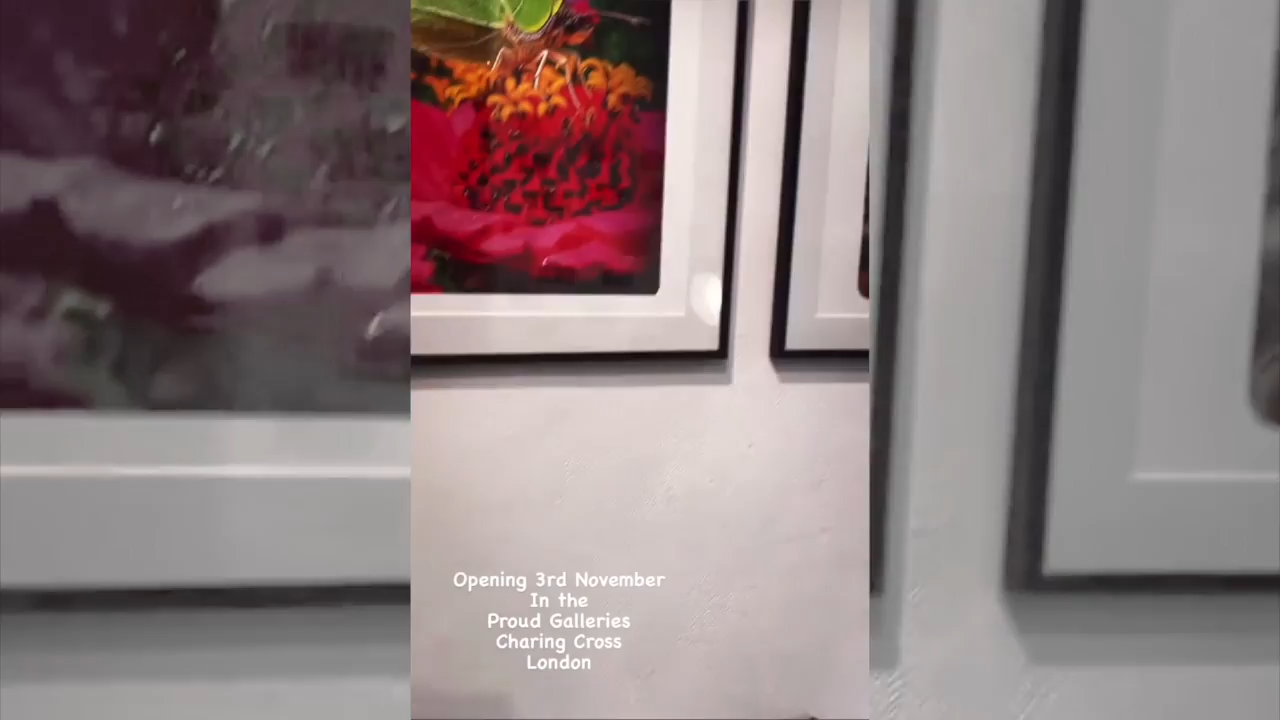 Opening 3rd November
In the
Proud Galleries
Charing Cross
London